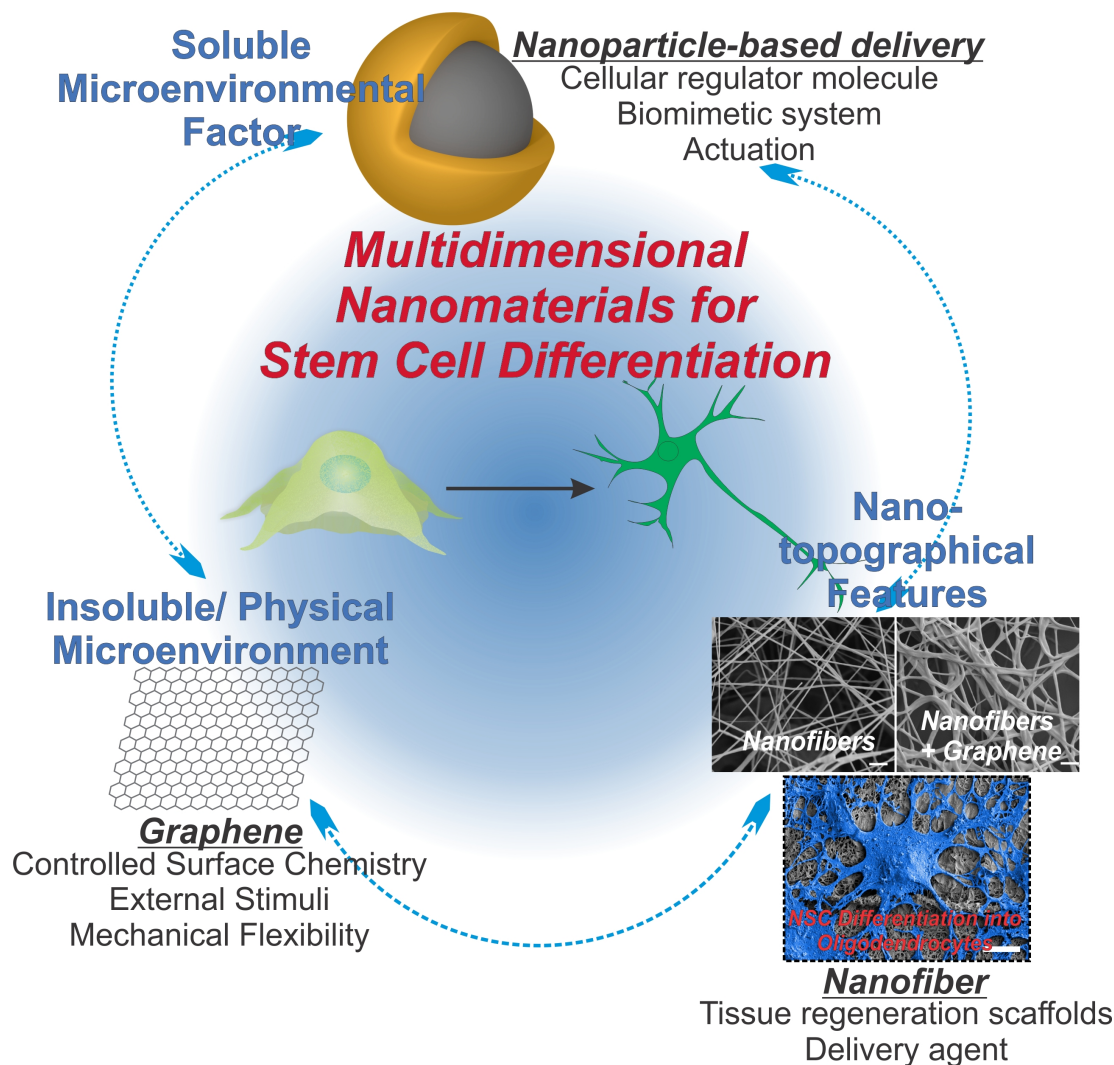 Soluble
Microenvironmental
Factor
Nanoparticle-based delivery
Cellular regulator molecule
Biomimetic system
Actuation
Multidimensional
Nanomaterials for
Stem Cell Differentiation
Nano-
topographical
Features
Insoluble/ Physical
Microenvironment
Nanofibers
Nanofibers
+ Graphene
Graphene
Controlled Surface Chemistry
External Stimuli
Mechanical Flexibility
NSC Differentiation into
Oligodendrocytes
Nanofiber
Tissue regeneration scaffolds
Delivery agent